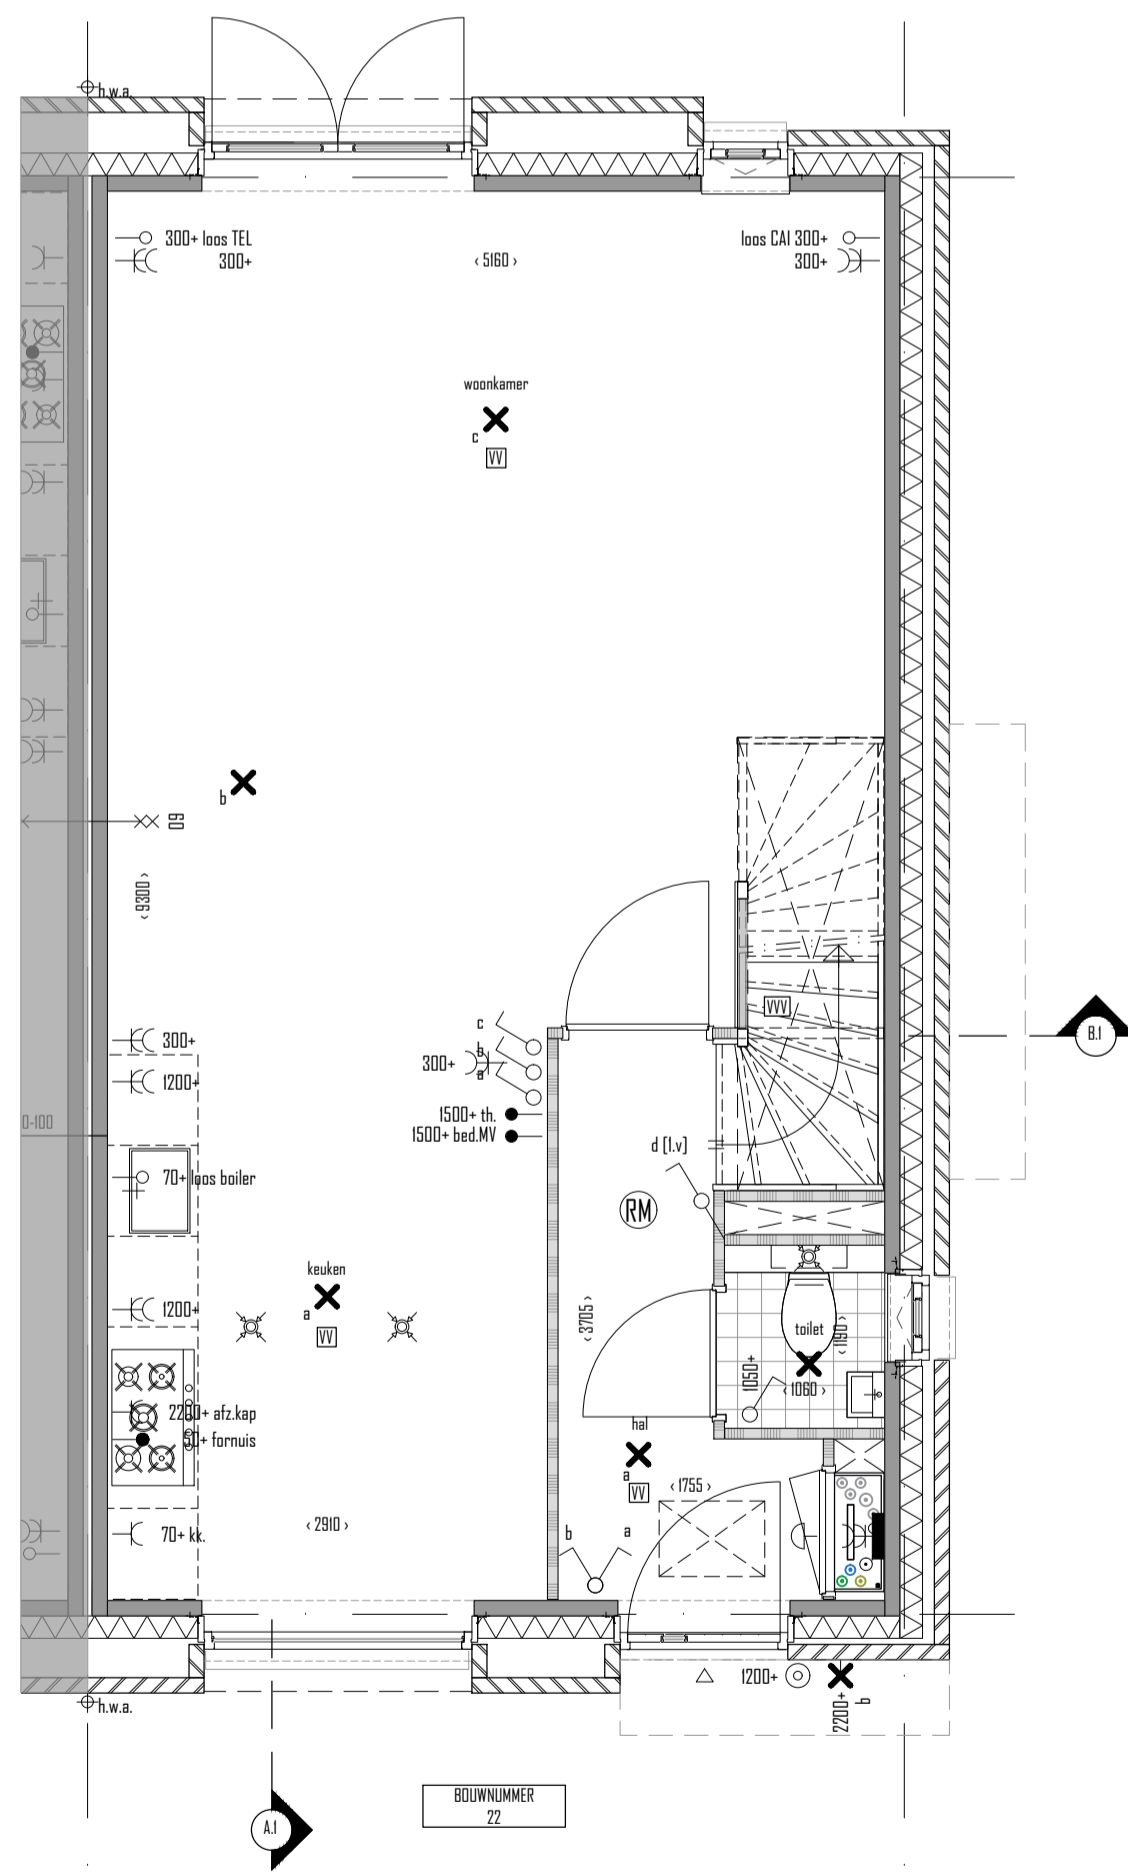 h.w.a.
300+ loos TEL
300+
‹ 5160 ›
loos CAI 300+
300+
woonkamer
c
VV
b
60
‹ 9300 ›
300+
1200+
c
b
a
300+
1500+ th.
1500+ bed.MV
VVV
B.1
0-100
d [l.v]
70+ loos boiler
RM
keuken
a
VV
1200+
‹ 3705 ›
toilet
‹ 1190 ›
1050+
‹ 1060 ›
2200+ afz.kap
50+ fornuis
hal
a
VV
‹ 1755 ›
‹ 2910 ›
70+ kk.
b
a
1200+
2200+
b
h.w.a.
BOUWNUMMER
22
A.1